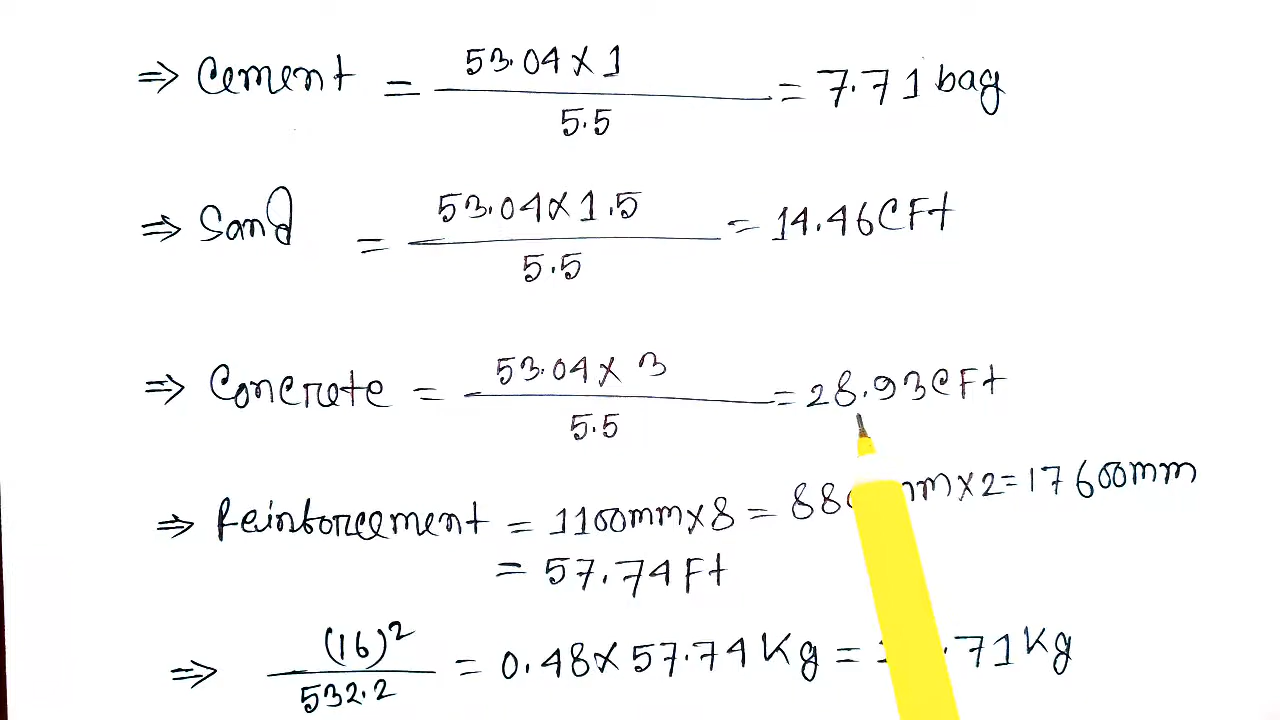 ⇒ Cement = 53.04 × 1 / 5.5 = 7.71 bag
⇒ Sand = 53.04 × 1.5 / 5.5 = 14.46 CFt
⇒ Concrete = 53.04 × 3 / 5.5 = 28.93 CFt
⇒ Reinforcement = 1100mm × 8 = × 2 = 17600mm
= 57.74 Ft
⇒ (16)² / 532.2 = 0.48 × 57.74 Kg = .71 Kg